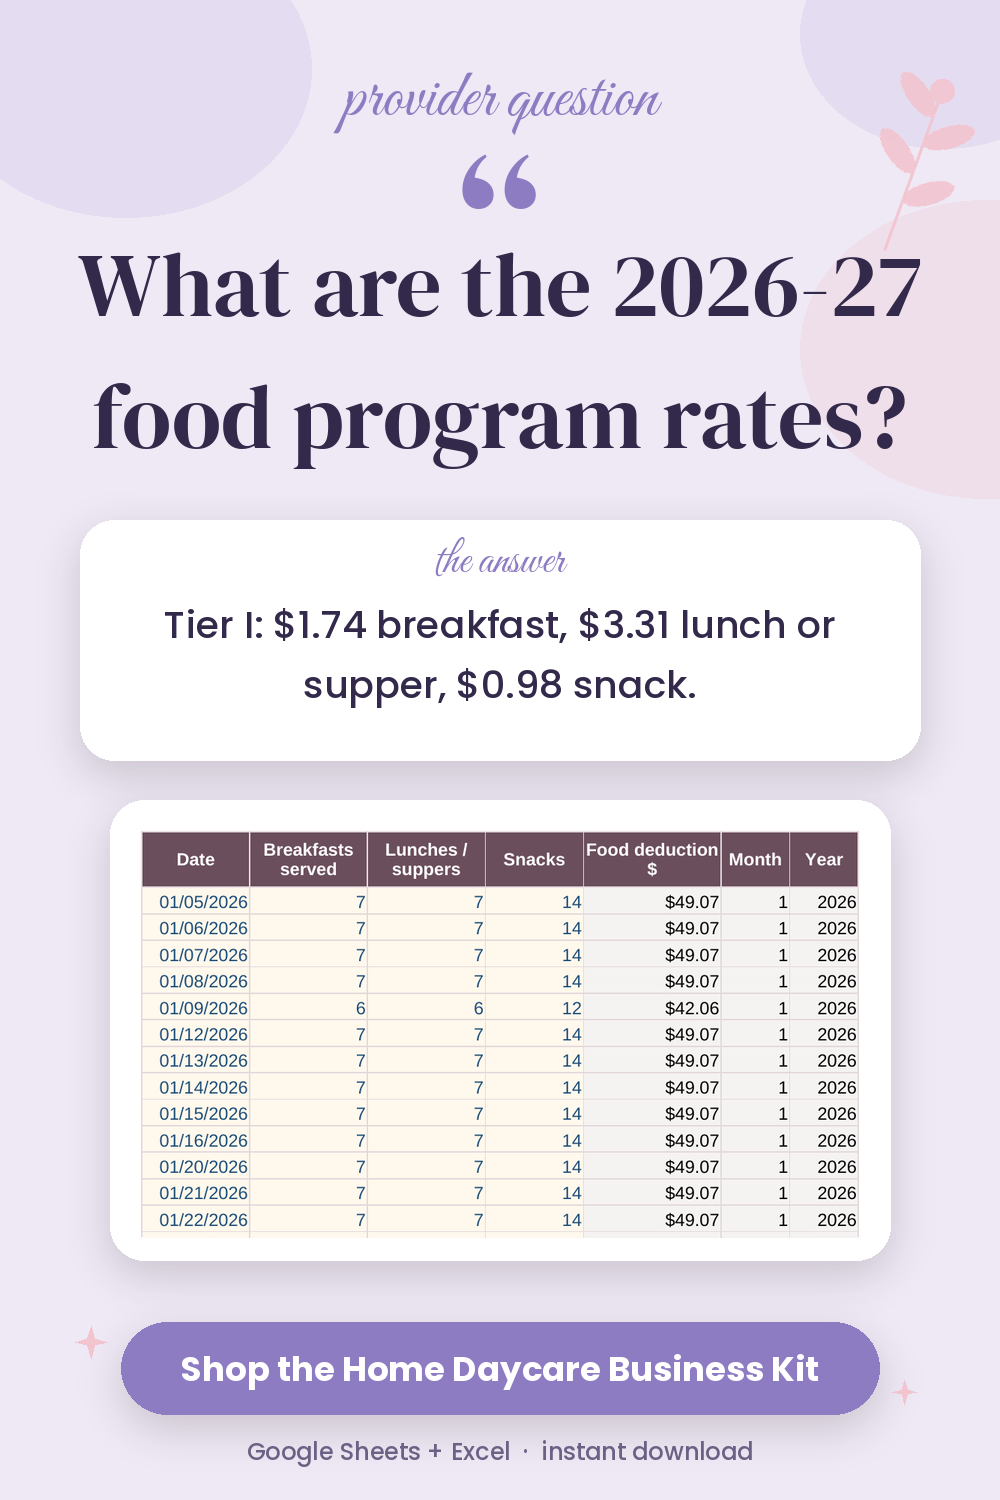 provider question
“
What are the 2026-27
food program rates?
the answer
Tier I: $1.74 breakfast, $3.31 lunch or
supper, $0.98 snack.
Date Breakfasts served Lunches / suppers Snacks Food deduction $ Month Year
01/05/2026 7 7 14 $49.07 1 2026
01/06/2026 7 7 14 $49.07 1 2026
01/07/2026 7 7 14 $49.07 1 2026
01/08/2026 7 7 14 $49.07 1 2026
01/09/2026 6 6 12 $42.06 1 2026
01/12/2026 7 7 14 $49.07 1 2026
01/13/2026 7 7 14 $49.07 1 2026
01/14/2026 7 7 14 $49.07 1 2026
01/15/2026 7 7 14 $49.07 1 2026
01/16/2026 7 7 14 $49.07 1 2026
01/20/2026 7 7 14 $49.07 1 2026
01/21/2026 7 7 14 $49.07 1 2026
01/22/2026 7 7 14 $49.07 1 2026
Shop the Home Daycare Business Kit
Google Sheets + Excel · instant download